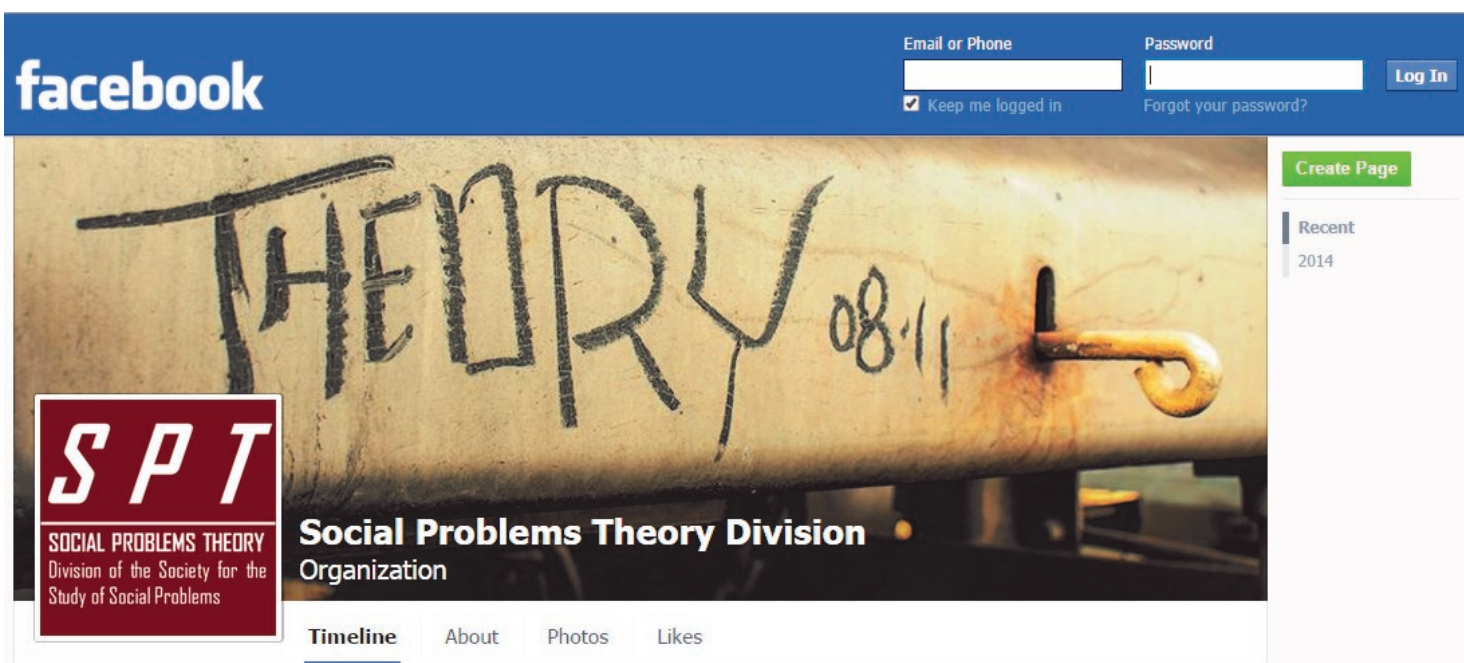 facebook
Email or Phone
Password
Log In
Keep me logged in
Forgot your password?
Create Page
Recent
2014
THEORY 08·11
SPT
SOCIAL PROBLEMS THEORY
Division of the Society for the
Study of Social Problems
Social Problems Theory Division
Organization
Timeline About Photos Likes